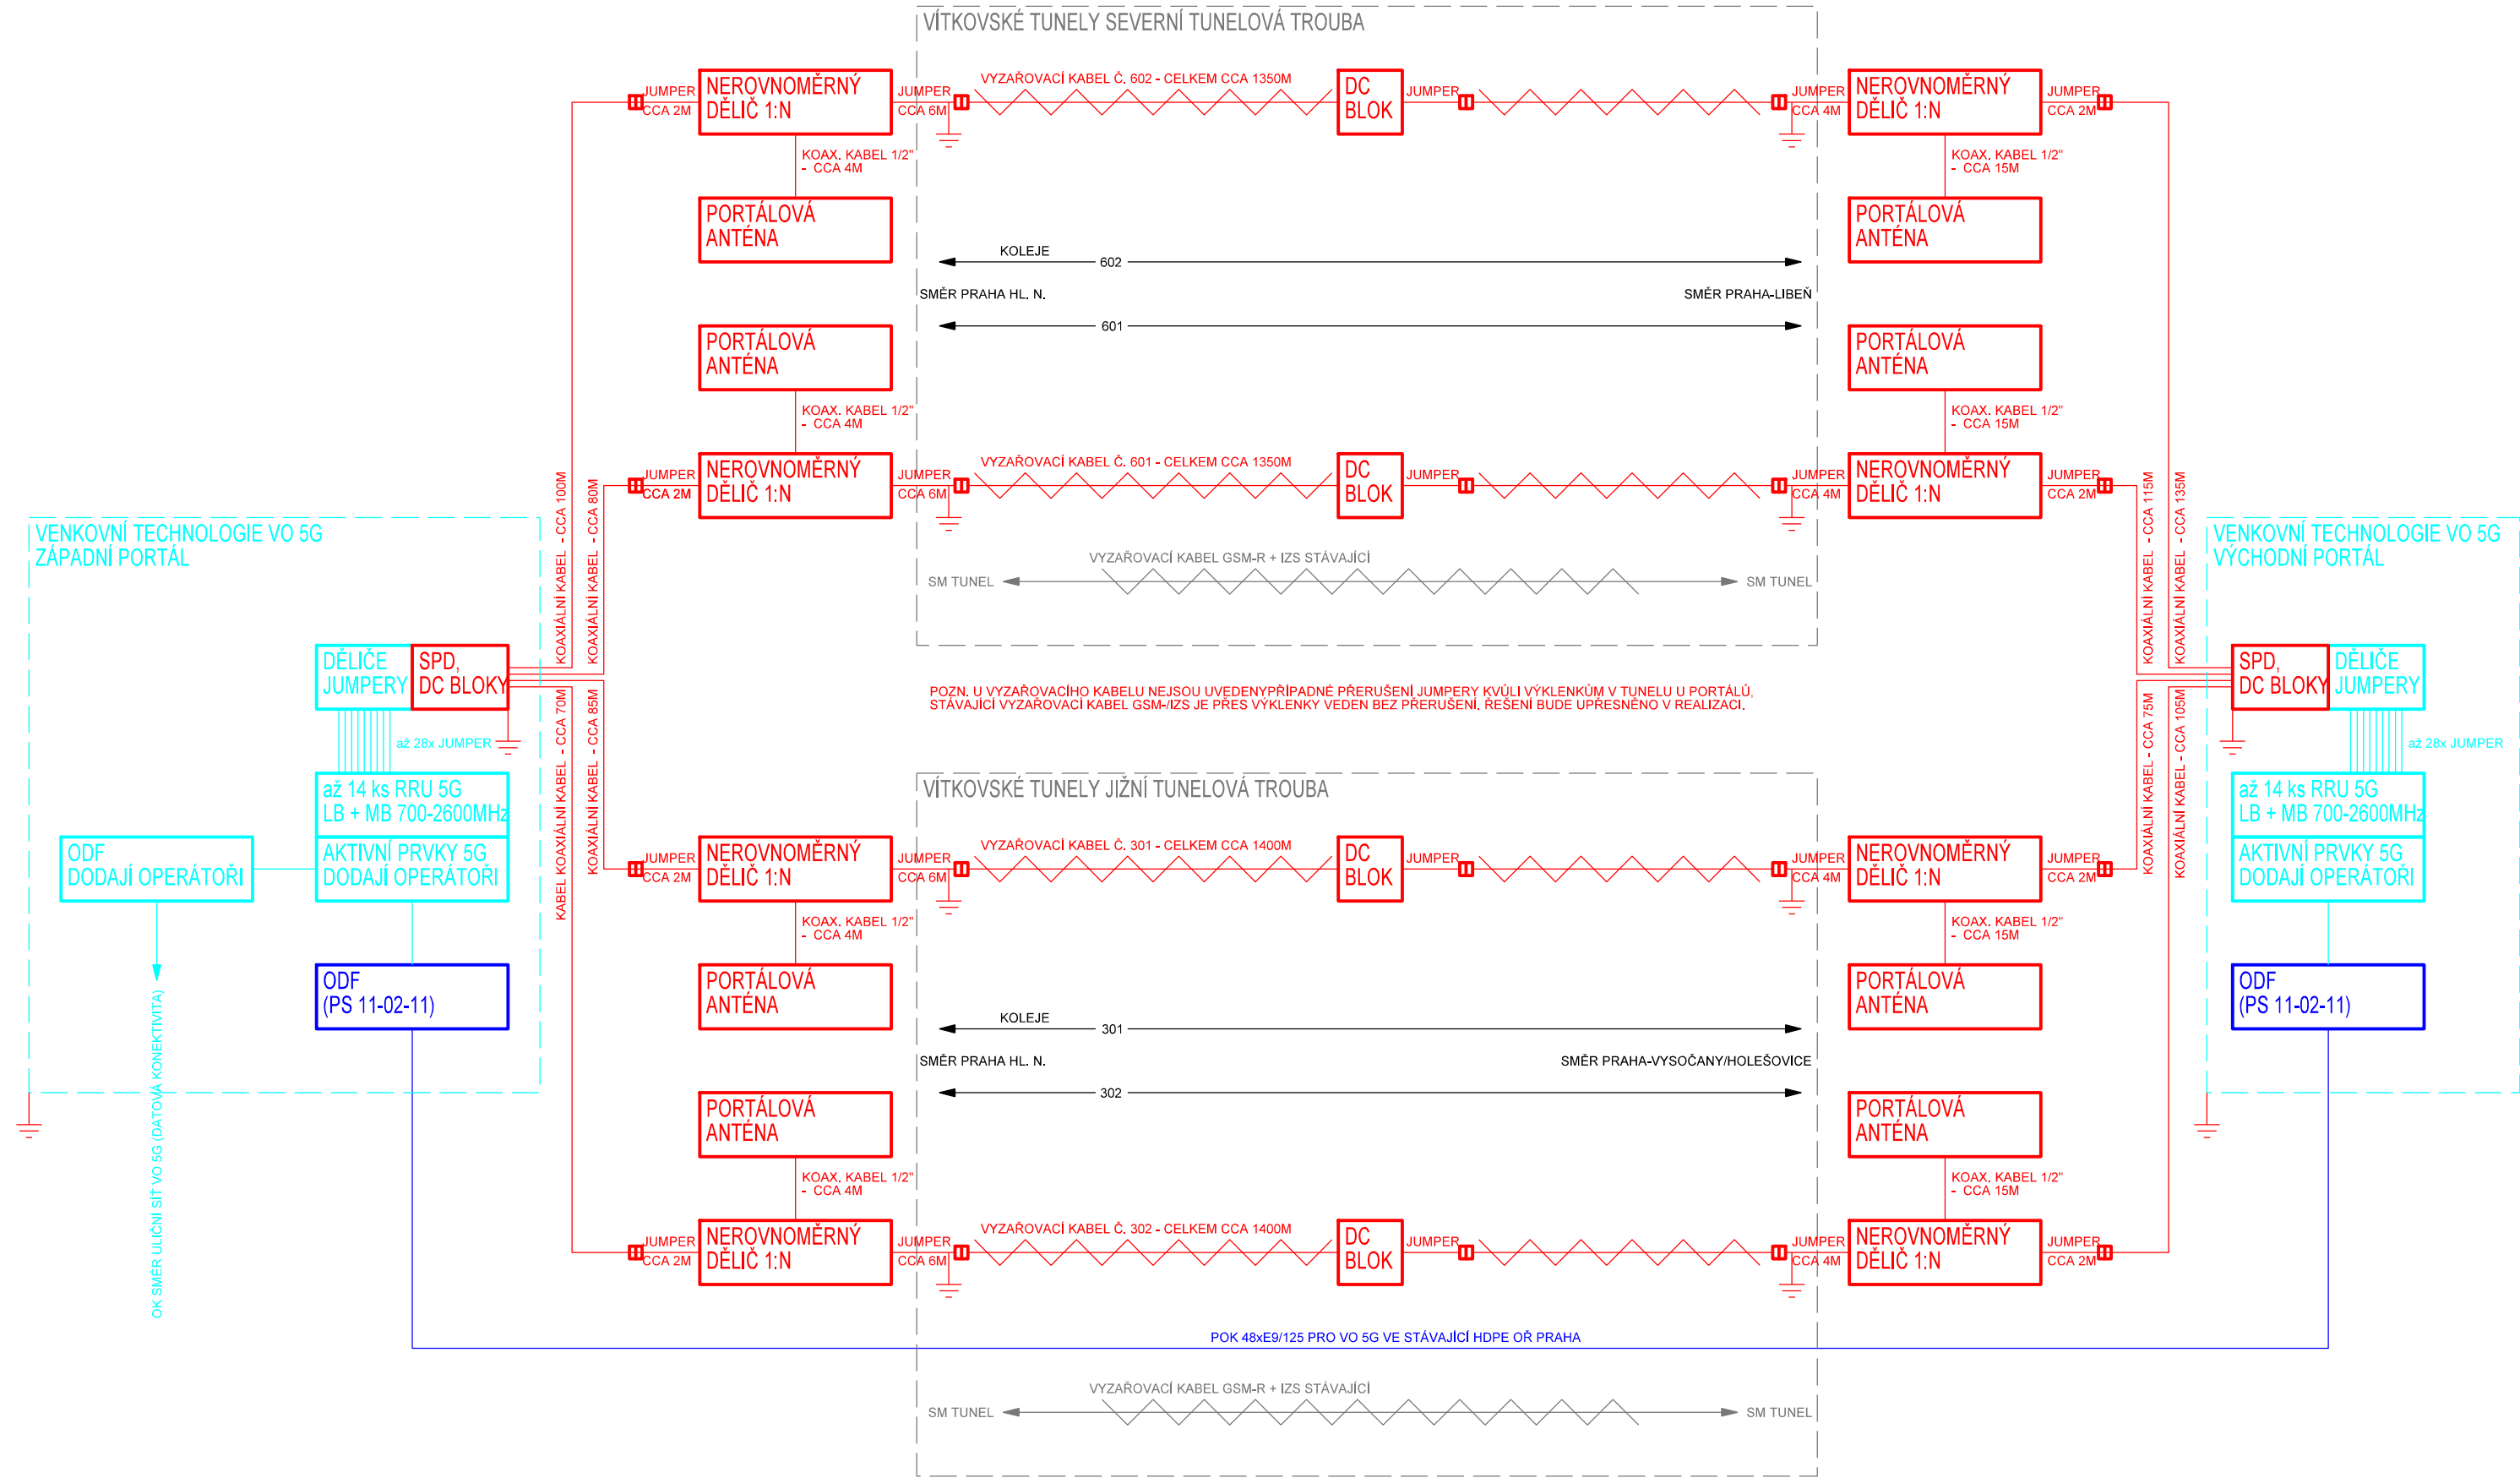 VÍTKOVSKÉ TUNELY SEVERNÍ TUNELOVÁ TROUBA
JUMPER
CCA 2M
NEROVNOMĚRNÝ
DĚLIČ 1:N
JUMPER
CCA 6M
VYZAŘOVACÍ KABEL Č. 602 - CELKEM CCA 1350M
DC
BLOK
JUMPER
JUMPER
CCA 4M
NEROVNOMĚRNÝ
DĚLIČ 1:N
JUMPER
CCA 2M
KOAX. KABEL 1/2"
- CCA 4M
KOAX. KABEL 1/2"
- CCA 15M
PORTÁLOVÁ
ANTÉNA
PORTÁLOVÁ
ANTÉNA
KOLEJE
602
SMĚR PRAHA HL. N.
SMĚR PRAHA-LIBEŇ
601
PORTÁLOVÁ
ANTÉNA
PORTÁLOVÁ
ANTÉNA
KOAX. KABEL 1/2"
- CCA 4M
KOAX. KABEL 1/2"
- CCA 15M
JUMPER
CCA 2M
NEROVNOMĚRNÝ
DĚLIČ 1:N
JUMPER
CCA 6M
VYZAŘOVACÍ KABEL Č. 601 - CELKEM CCA 1350M
DC
BLOK
JUMPER
JUMPER
CCA 4M
NEROVNOMĚRNÝ
DĚLIČ 1:N
JUMPER
CCA 2M
KOAXIÁLNÍ KABEL - CCA 100M
KOAXIÁLNÍ KABEL - CCA 80M
KOAXIÁLNÍ KABEL - CCA 115M
KOAXIÁLNÍ KABEL - CCA 135M
VYZAŘOVACÍ KABEL GSM-R + IZS STÁVAJÍCÍ
SM TUNEL
SM TUNEL
VENKOVNÍ TECHNOLOGIE VO 5G
ZÁPADNÍ PORTÁL
DĚLIČE
JUMPERY
SPD,
DC BLOKY
až 28x JUMPER
až 14 ks RRU 5G
LB + MB 700-2600MHz
AKTIVNÍ PRVKY 5G
DODAJÍ OPERÁTOŘI
ODF
DODAJÍ OPERÁTOŘI
ODF
(PS 11-02-11)
OK SMĚR ULIČNÍ SÍŤ VO 5G (DATOVÁ KONEKTIVITA)
VENKOVNÍ TECHNOLOGIE VO 5G
VÝCHODNÍ PORTÁL
SPD,
DC BLOKY
DĚLIČE
JUMPERY
až 28x JUMPER
až 14 ks RRU 5G
LB + MB 700-2600MHz
AKTIVNÍ PRVKY 5G
DODAJÍ OPERÁTOŘI
ODF
(PS 11-02-11)
POZN. U VYZAŘOVACÍHO KABELU NEJSOU UVEDENYPŘÍPADNÉ PŘERUŠENÍ JUMPERY KVŮLI VÝKLENKŮM V TUNELU U PORTÁLŮ,
STÁVAJÍCÍ VYZAŘOVACÍ KABEL GSM-/IZS JE PŘES VÝKLENKY VEDEN BEZ PŘERUŠENÍ. ŘEŠENÍ BUDE UPŘESNĚNO V REALIZACI.
KABEL KOAXIÁLNÍ KABEL - CCA 70M
KOAXIÁLNÍ KABEL - CCA 85M
KOAXIÁLNÍ KABEL - CCA 75M
KOAXIÁLNÍ KABEL - CCA 105M
VÍTKOVSKÉ TUNELY JIŽNÍ TUNELOVÁ TROUBA
JUMPER
CCA 2M
NEROVNOMĚRNÝ
DĚLIČ 1:N
JUMPER
CCA 6M
VYZAŘOVACÍ KABEL Č. 301 - CELKEM CCA 1400M
DC
BLOK
JUMPER
JUMPER
CCA 4M
NEROVNOMĚRNÝ
DĚLIČ 1:N
JUMPER
CCA 2M
KOAX. KABEL 1/2"
- CCA 4M
KOAX. KABEL 1/2"
- CCA 15M
PORTÁLOVÁ
ANTÉNA
PORTÁLOVÁ
ANTÉNA
KOLEJE
301
SMĚR PRAHA HL. N.
SMĚR PRAHA-VYSOČANY/HOLEŠOVICE
302
PORTÁLOVÁ
ANTÉNA
PORTÁLOVÁ
ANTÉNA
KOAX. KABEL 1/2"
- CCA 4M
KOAX. KABEL 1/2"
- CCA 15M
JUMPER
CCA 2M
NEROVNOMĚRNÝ
DĚLIČ 1:N
JUMPER
CCA 6M
VYZAŘOVACÍ KABEL Č. 302 - CELKEM CCA 1400M
DC
BLOK
JUMPER
JUMPER
CCA 4M
NEROVNOMĚRNÝ
DĚLIČ 1:N
JUMPER
CCA 2M
POK 48xE9/125 PRO VO 5G VE STÁVAJÍCÍ HDPE OŘ PRAHA
VYZAŘOVACÍ KABEL GSM-R + IZS STÁVAJÍCÍ
SM TUNEL
SM TUNEL